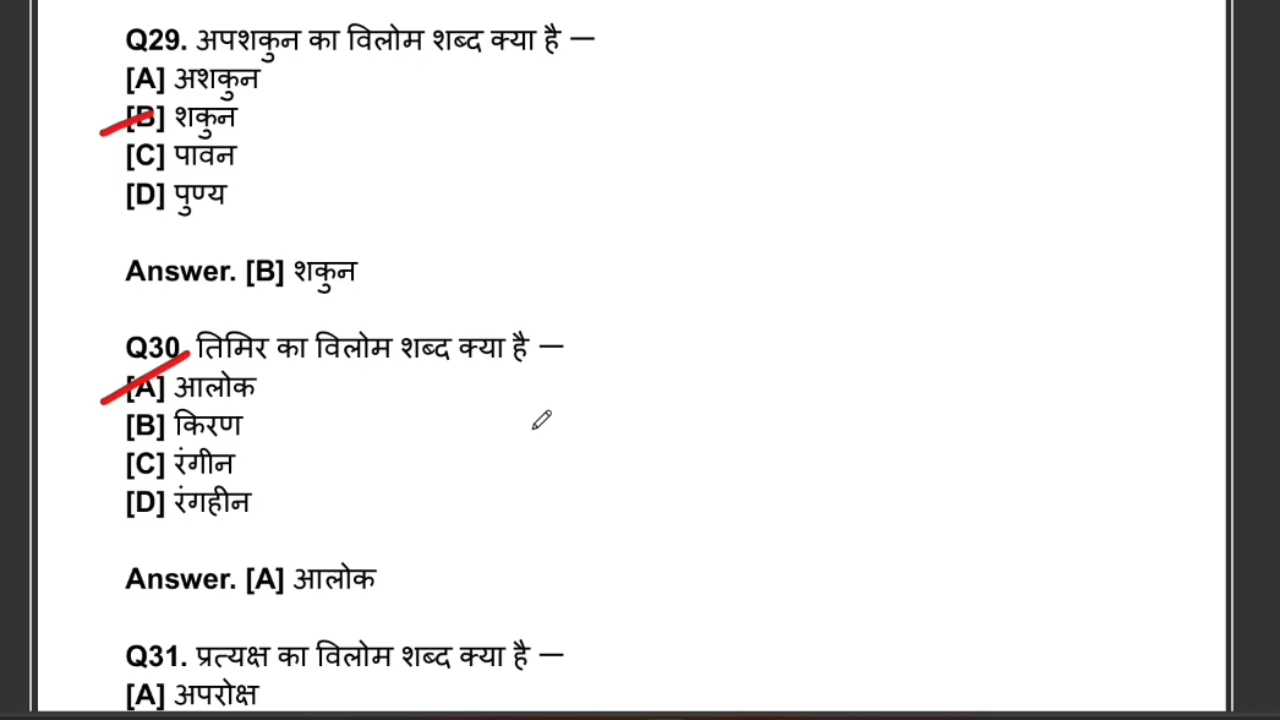 Q29. अपशकुन का विलोम शब्द क्या है —
[A] अशकुन
[B] शकुन
[C] पावन
[D] पुण्य
Answer. [B] शकुन
Q30. तिमिर का विलोम शब्द क्या है —
[A] आलोक
[B] किरण
[C] रंगीन
[D] रंगहीन
Answer. [A] आलोक
Q31. प्रत्यक्ष का विलोम शब्द क्या है —
[A] अपरोक्ष